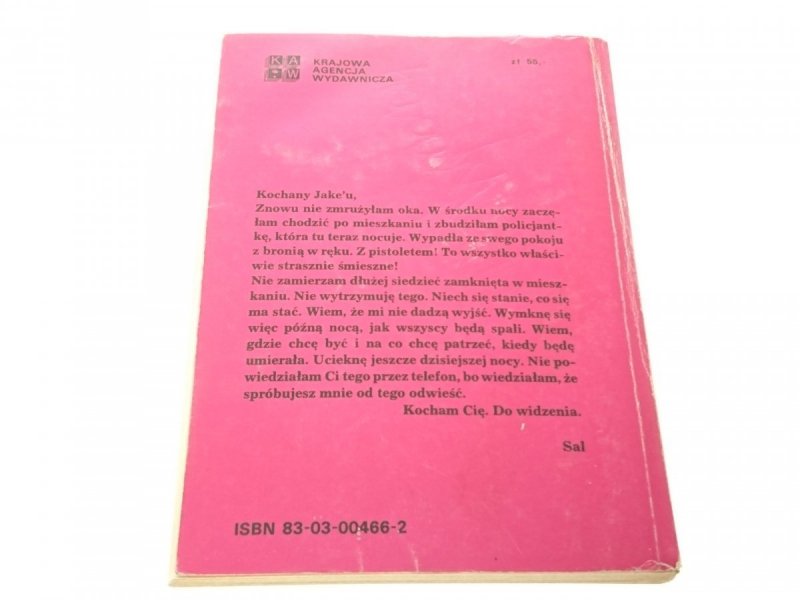 KA
W
KRAJOWA
AGENCJA
WYDAWNICZA
zł 55,-
Kochany Jake'u,
Znowu nie zmrużyłam oka. W środku nocy zaczę-
łam chodzić po mieszkaniu i zbudziłam policjant-
kę, która tu teraz nocuje. Wypadła ze swego pokoju
z bronią w ręku. Z pistoletem! To wszystko właści-
wie strasznie śmieszne!
Nie zamierzam dłużej siedzieć zamknięta w miesz-
kaniu. Nie wytrzymuję tego. Niech się stanie, co się
ma stać. Wiem, że mi nie dadzą wyjść. Wymknę się
więc późną nocą, jak wszyscy będą spali. Wiem,
gdzie chcę być i na co chcę patrzeć, kiedy będę
umierała. Ucieknę jeszcze dzisiejszej nocy. Nie po-
wiedziałam Ci tego przez telefon, bo wiedziałam, że
spróbujesz mnie od tego odwieść.
Kocham Cię. Do widzenia.
Sal
ISBN 83-03-00466-2